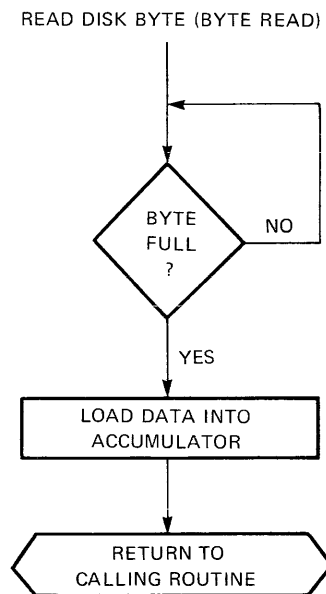 READ DISK BYTE (BYTE READ)
BYTE
FULL
?
NO
YES
LOAD DATA INTO
ACCUMULATOR
RETURN TO
CALLING ROUTINE